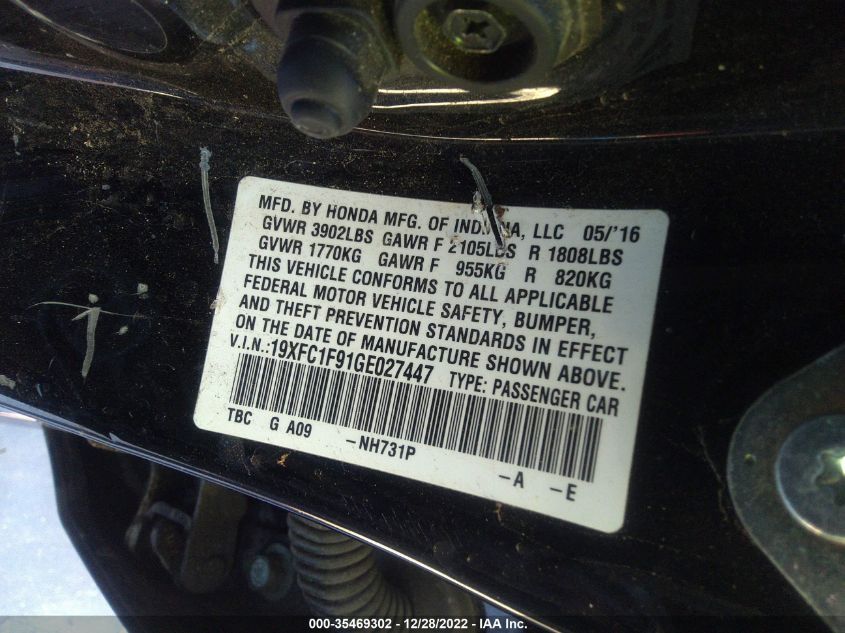 MFD. BY HONDA MFG. OF INDIANA, LLC 05/'16
GVWR 3902LBS GAWR F 2105LBS R 1808LBS
GVWR 1770KG GAWR F 955KG R 820KG
THIS VEHICLE CONFORMS TO ALL APPLICABLE
FEDERAL MOTOR VEHICLE SAFETY, BUMPER,
AND THEFT PREVENTION STANDARDS IN EFFECT
ON THE DATE OF MANUFACTURE SHOWN ABOVE.
V.I.N.:19XFC1F91GE027447 TYPE: PASSENGER CAR
TBC G A09 -NH731P -A -E
000-35469302 - 12/28/2022 - IAA Inc.